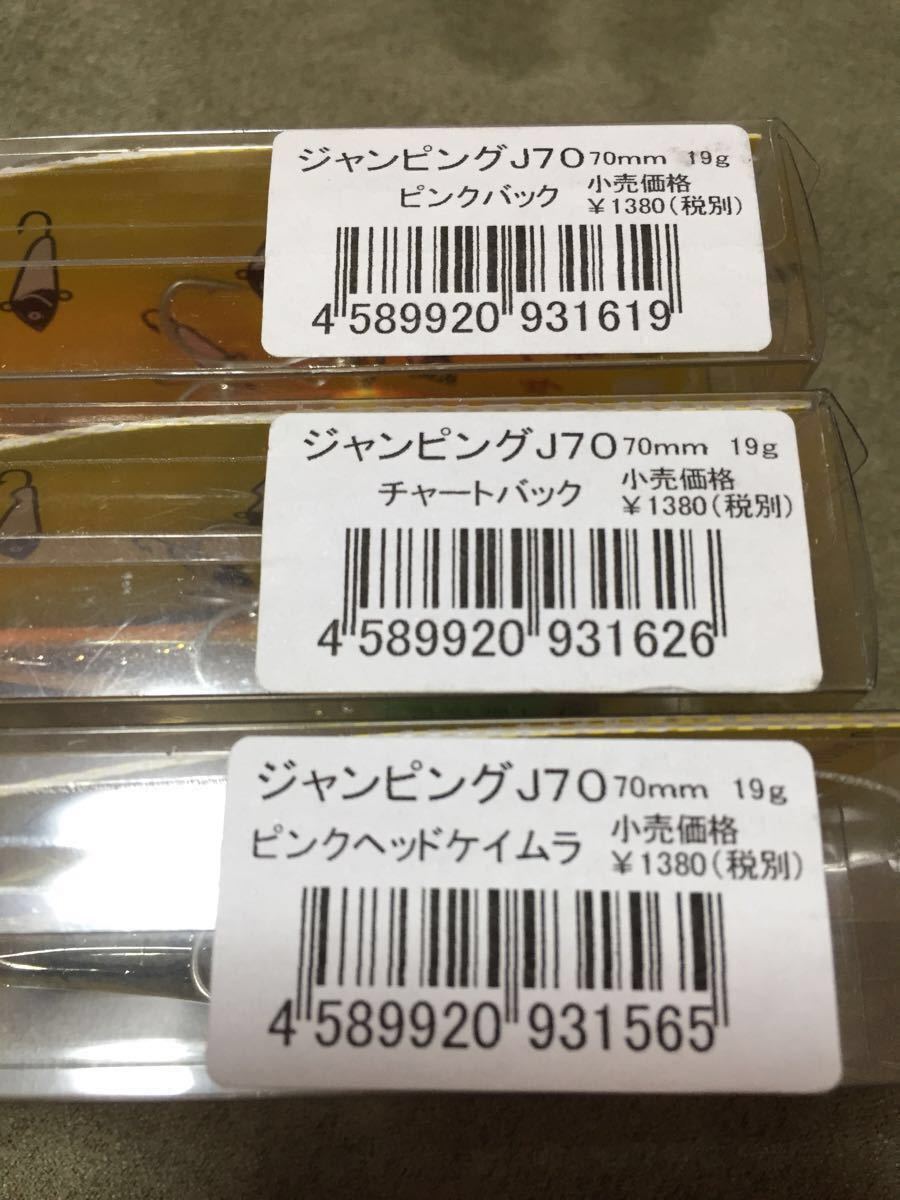 ジャンピングJ70 70mm 19g
ピンクバック 小売価格
¥1380(税別)
4 589920 931619
ジャンピングJ70 70mm 19g
チャートバック 小売価格
¥1380(税別)
4 589920 931626
ジャンピングJ70 70mm 19g
ピンクヘッドケイムラ 小売価格
¥1380(税別)
4 589920 931565